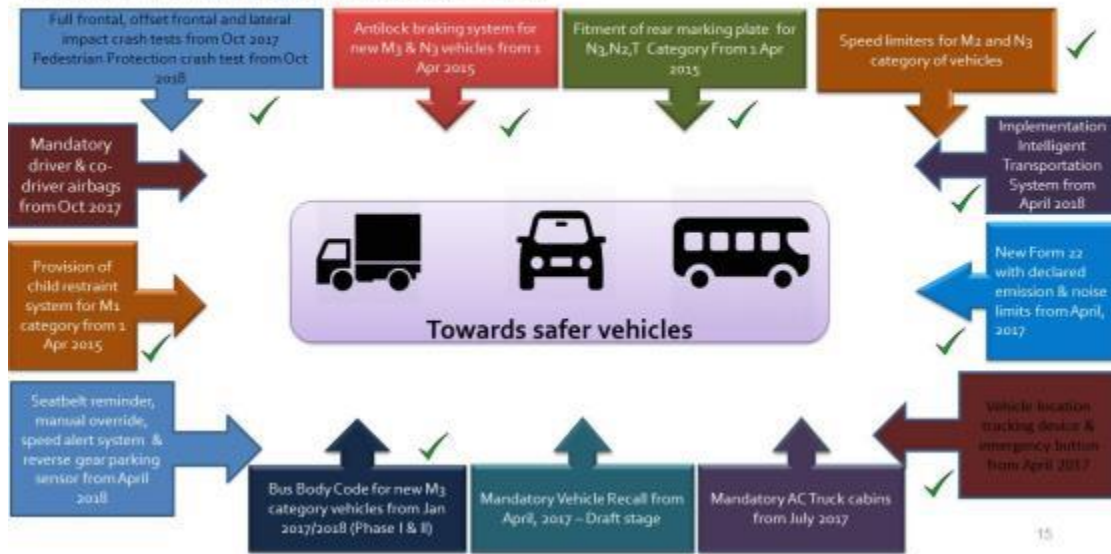 Full frontal, offset frontal and lateral
impact crash tests from Oct 2017
Pedestrian Protection crash test from Oct
2018
Antilock braking system for
new M3 & N3 vehicles from 1
Apr 2015
Fitment of rear marking plate for
N3,N2,T Category From 1 Apr
2015
Speed limiters for M2 and N3
category of vehicles
Mandatory
driver & co-
driver airbags
from Oct 2017
Implementation
Intelligent
Transportation
System from
April 2018
Provision of
child restraint
system for M1
category from 1
Apr 2015
Towards safer vehicles
New Form 22
with declared
emission & noise
limits from April,
2017
Seatbelt reminder,
manual override,
speed alert system &
reverse gear parking
sensor from April
2018
Vehicle location
tracking device &
emergency button
from April 2017
Bus Body Code for new M3
category vehicles from Jan
2017/2018 (Phase I & II)
Mandatory Vehicle Recall from
April, 2017 – Draft stage
Mandatory AC Truck cabins
from July 2017
15